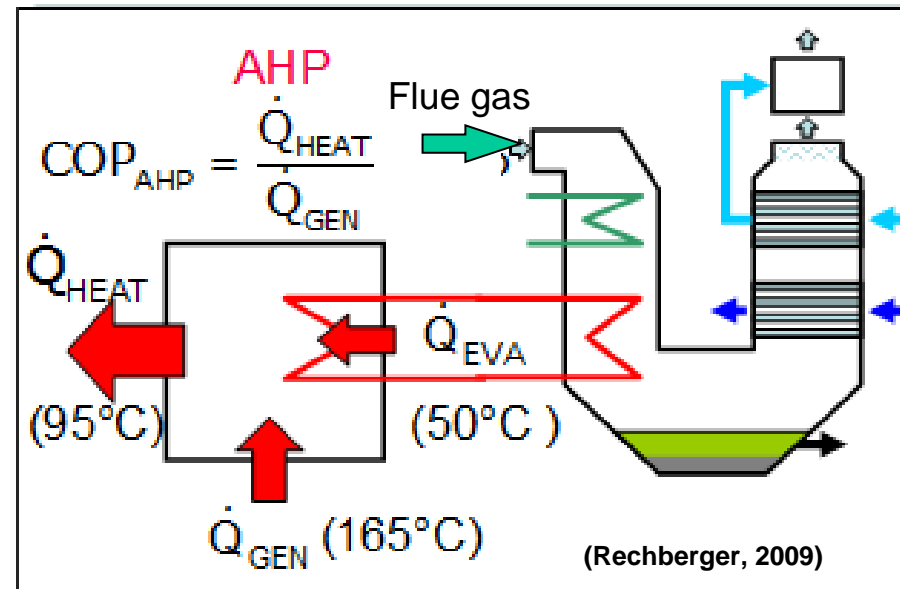 AHP
Flue gas
COP_AHP = Q̇_HEAT / Q̇_GEN
Q̇_HEAT
Q̇_EVA
(95°C)
(50°C )
Q̇_GEN (165°C)
(Rechberger, 2009)